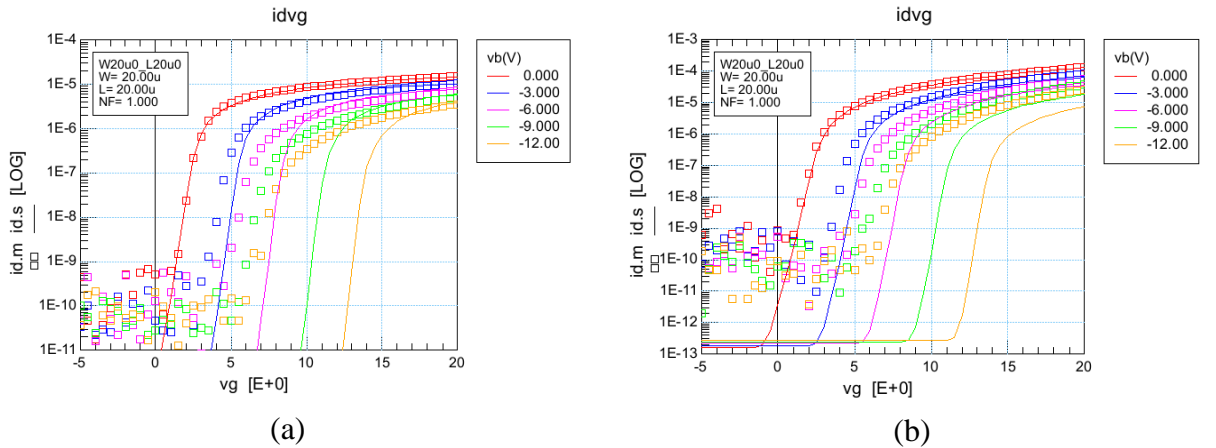 idvg
1E-4
1E-5
1E-6
1E-7
1E-8
1E-9
1E-10
1E-11
id.m id.s [LOG]
W20u0_L20u0
W= 20.00u
L= 20.00u
NF= 1.000
-5
0
5
10
15
20
vg [E+0]
vb(V)
0.000
-3.000
-6.000
-9.000
-12.00
(a)
idvg
1E-3
1E-4
1E-5
1E-6
1E-7
1E-8
1E-9
1E-10
1E-11
1E-12
1E-13
id.m id.s [LOG]
W20u0_L20u0
W= 20.00u
L= 20.00u
NF= 1.000
-5
0
5
10
15
20
vg [E+0]
vb(V)
0.000
-3.000
-6.000
-9.000
-12.00
(b)